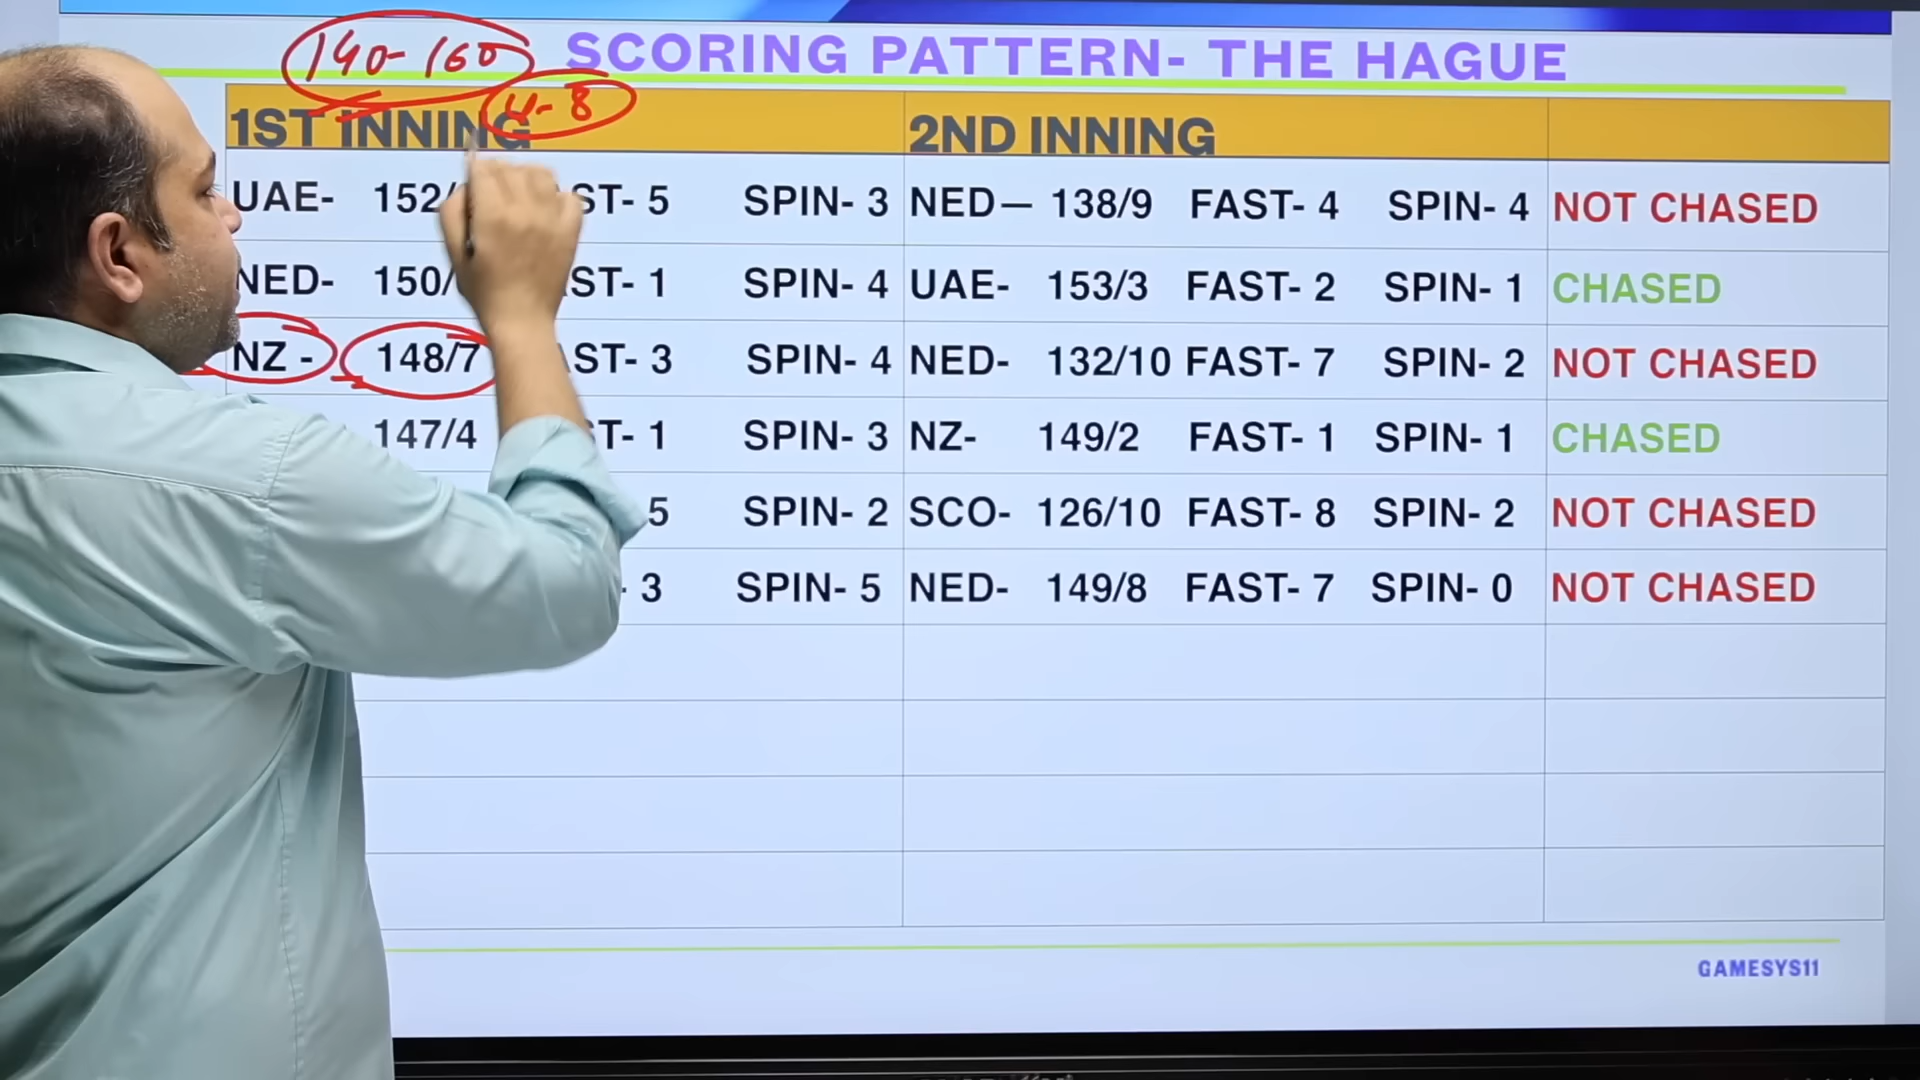 140-160 SCORING PATTERN- THE HAGUE
4-8
1ST INNING 2ND INNING
UAE- 152/ ST- 5 SPIN- 3 NED— 138/9 FAST- 4 SPIN- 4 NOT CHASED
NED- 150/ ST- 1 SPIN- 4 UAE- 153/3 FAST- 2 SPIN- 1 CHASED
NZ - 148/7 AST- 3 SPIN- 4 NED- 132/10 FAST- 7 SPIN- 2 NOT CHASED
147/4 T- 1 SPIN- 3 NZ- 149/2 FAST- 1 SPIN- 1 CHASED
5 SPIN- 2 SCO- 126/10 FAST- 8 SPIN- 2 NOT CHASED
- 3 SPIN- 5 NED- 149/8 FAST- 7 SPIN- 0 NOT CHASED
GAMESYS11